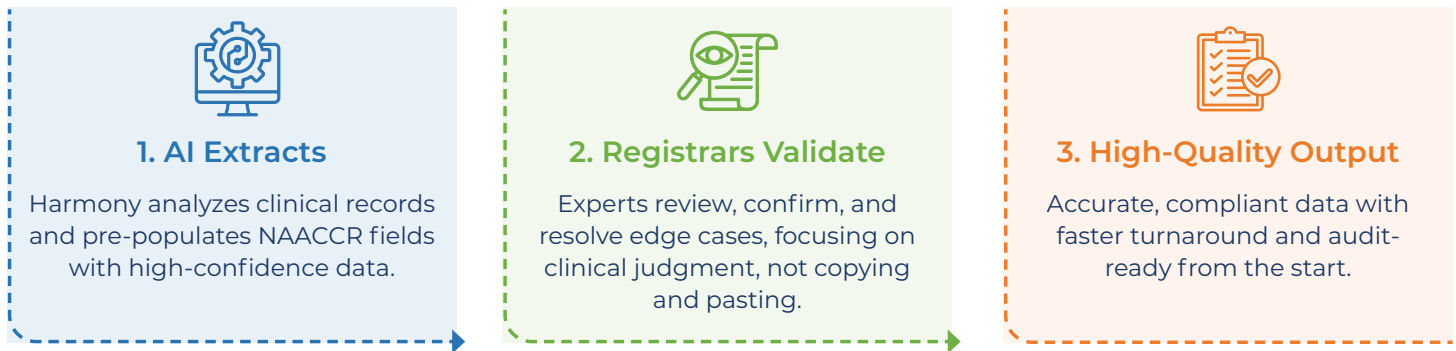 1. AI Extracts
Harmony analyzes clinical records
and pre-populates NAACCR fields
with high-confidence data.
2. Registrars Validate
Experts review, confirm, and
resolve edge cases, focusing on
clinical judgment, not copying
and pasting.
3. High-Quality Output
Accurate, compliant data with
faster turnaround and audit-
ready from the start.